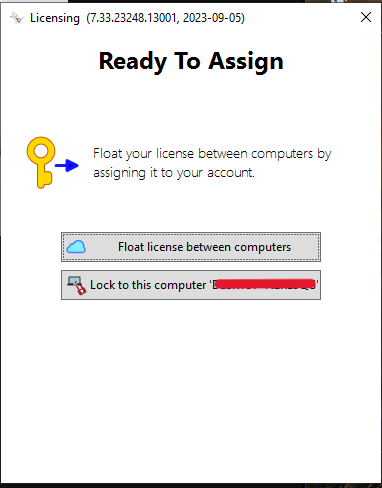 Licensing (7.33.23248.13001, 2023-09-05)
Ready To Assign
Float your license between computers by
assigning it to your account.
Float license between computers
Lock to this computer '